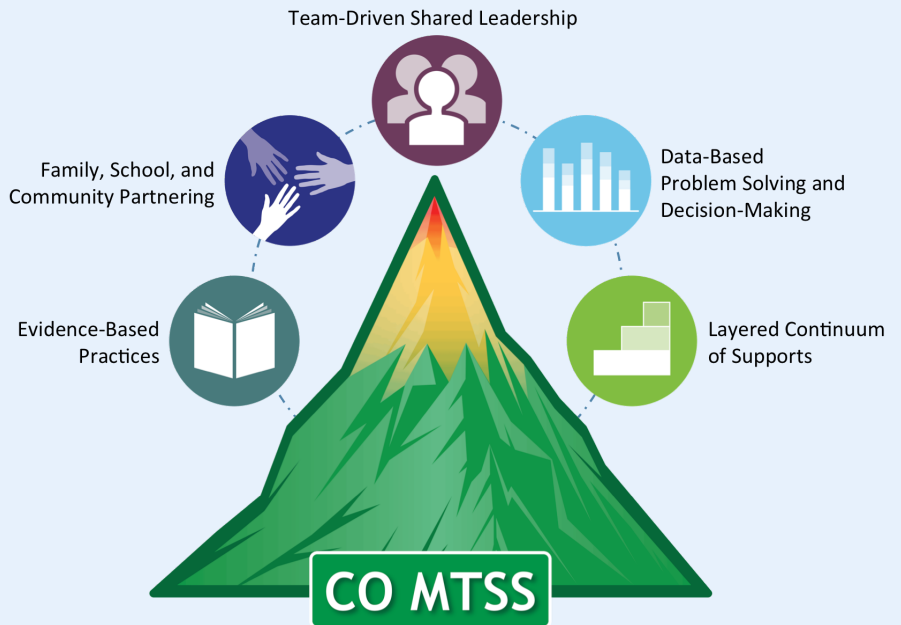 Team-Driven Shared Leadership
Family, School, and
Community Partnering
Data-Based
Problem Solving and
Decision-Making
Evidence-Based
Practices
Layered Continuum
of Supports
CO MTSS